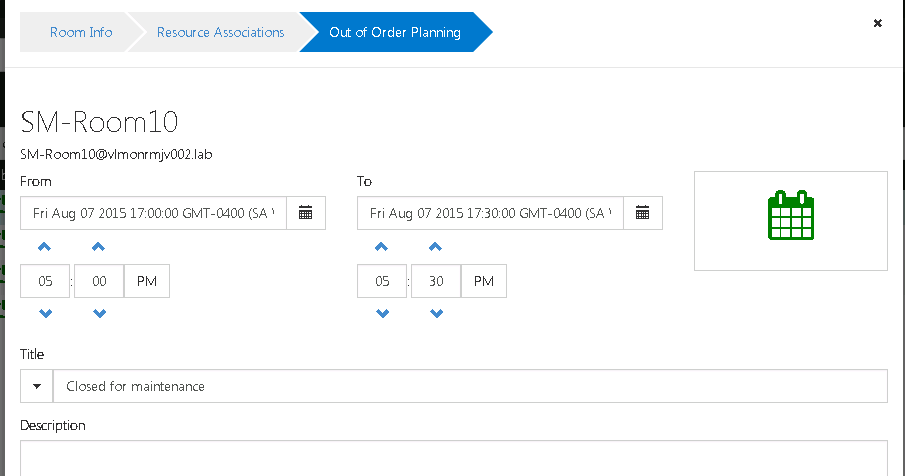 Room Info Resource Associations Out of Order Planning
SM-Room10
SM-Room10@vlmonrmjv002.lab
From To
Fri Aug 07 2015 17:00:00 GMT-0400 (SA Fri Aug 07 2015 17:30:00 GMT-0400 (SA
05 : 00 PM 05 : 30 PM
Title
Closed for maintenance
Description